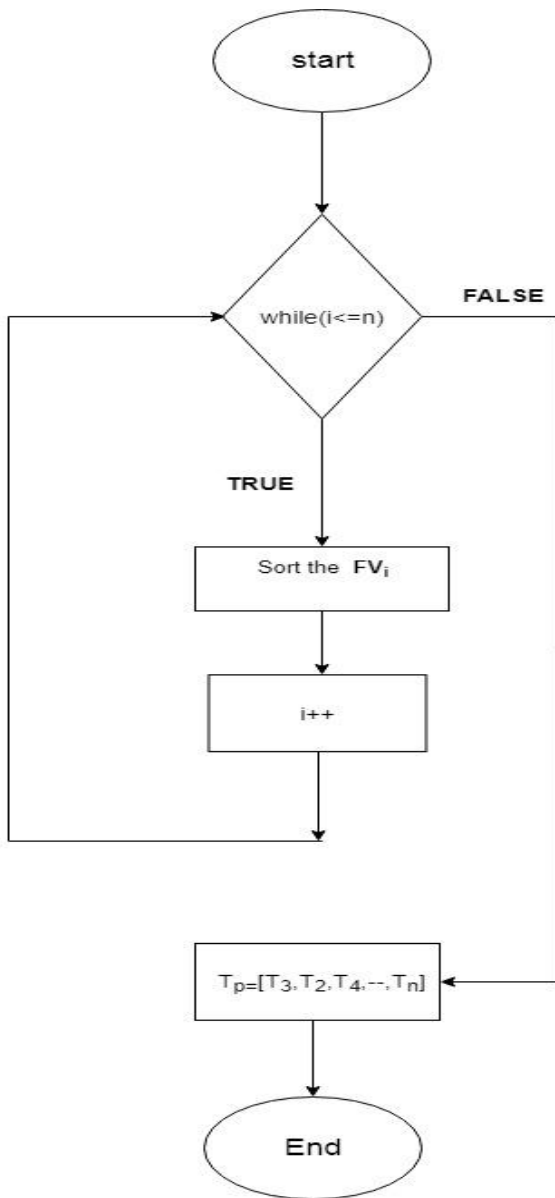 start
while(i<=n)
FALSE
TRUE
Sort the FVᵢ
i++
Tₚ=[T₃,T₂,T₄,--,Tₙ]
End